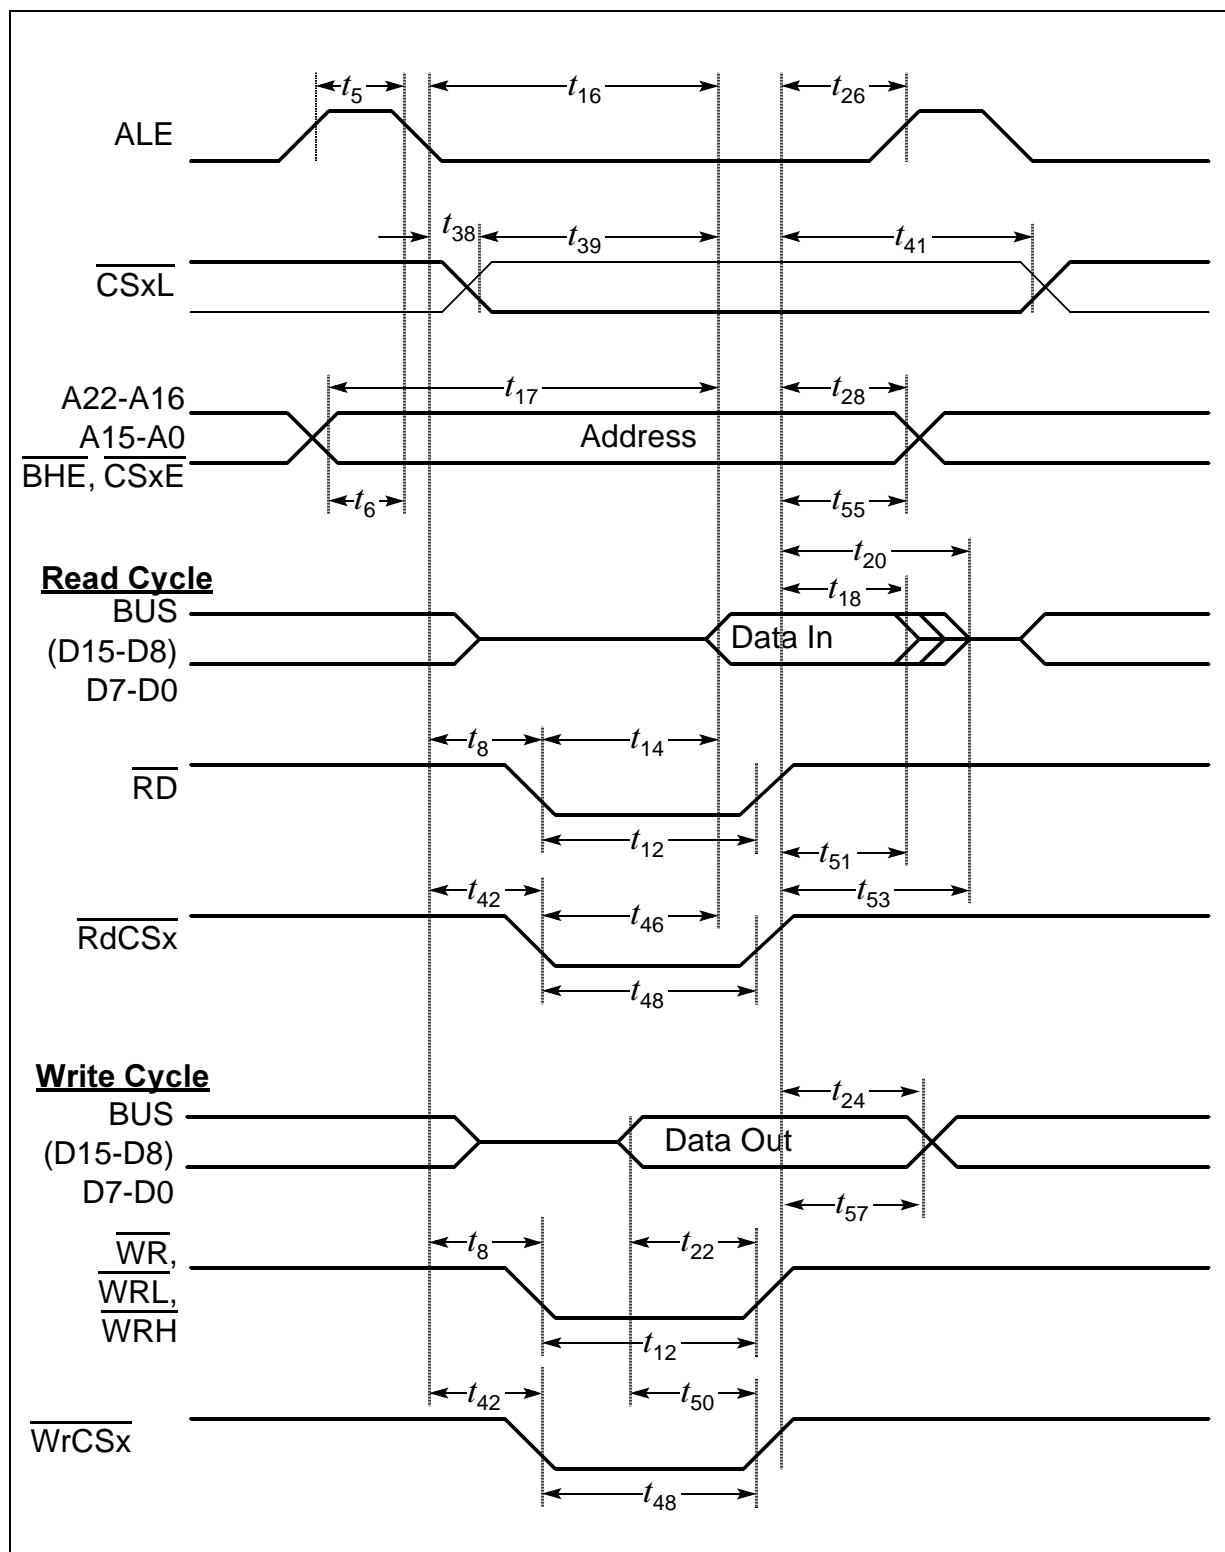 t5 t16 t26
ALE
t38 t39 t41
CSxL
A22-A16 t17 t28
A15-A0 Address
BHE, CSxE
t6 t55
t20
Read Cycle t18
BUS
(D15-D8) Data In
D7-D0
t8 t14
RD
t12 t51
t42 t46 t53
RdCSx
t48
Write Cycle
t24
BUS
(D15-D8) Data Out
D7-D0 t57
WR, t8 t22
WRL,
WRH t12
t42 t50
WrCSx
t48